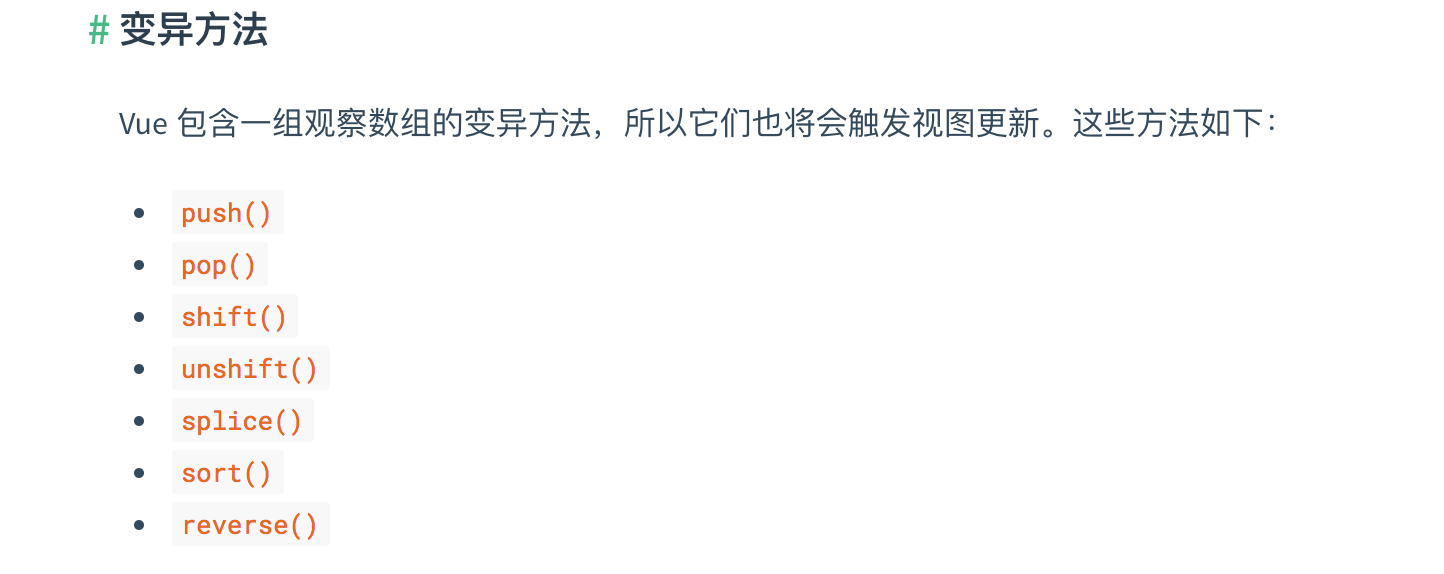 # 变异方法
Vue 包含一组观察数组的变异方法，所以它们也将会触发视图更新。这些方法如下：
• push()
• pop()
• shift()
• unshift()
• splice()
• sort()
• reverse()